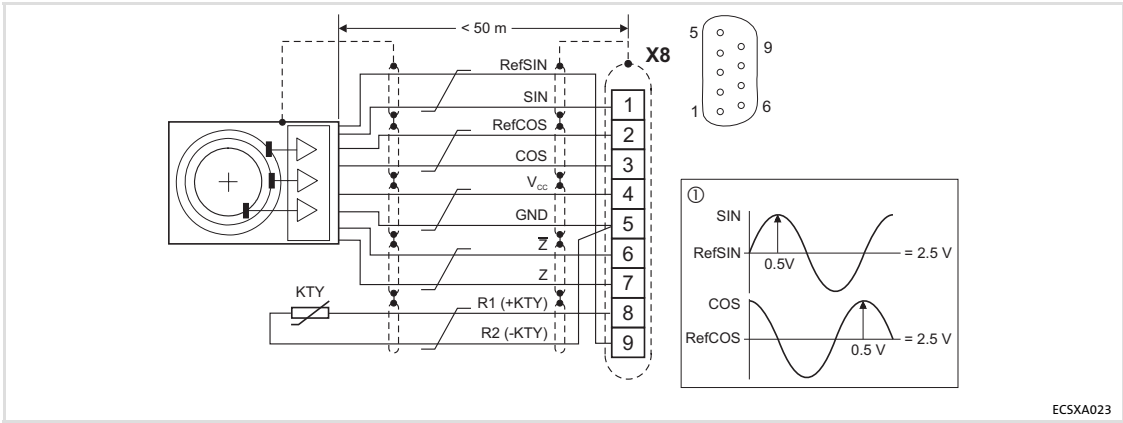 < 50 m
X8
5
9
1
6
RefSIN
SIN
RefCOS
COS
Vcc
GND
Z̅
Z
R1 (+KTY)
R2 (-KTY)
KTY
1
2
3
4
5
6
7
8
9
①
SIN
RefSIN
0.5V
= 2.5 V
COS
RefCOS
0.5 V
= 2.5 V
ECSXA023